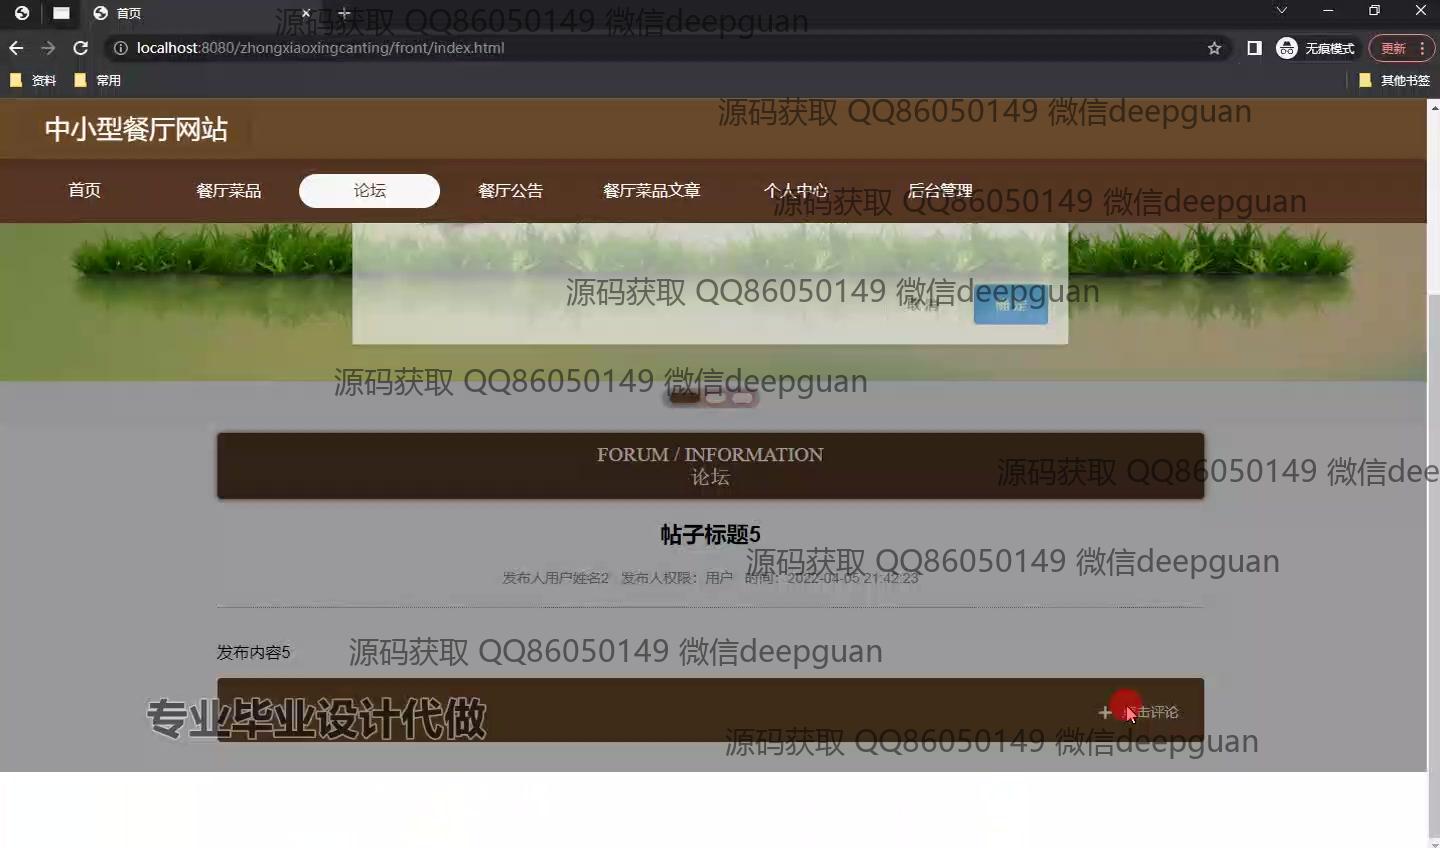 首页
源码获取 QQ86050149 微信deepguan
localhost:8080/zhongxiaoxingcanting/front/index.html
无痕模式
更新
资料
常用
其他书签
源码获取 QQ86050149 微信deepguan
中小型餐厅网站
首页
餐厅菜品
论坛
餐厅公告
餐厅菜品文章
个人中心
后台管理
源码获取 QQ86050149 微信deepguan
源码获取 QQ86050149 微信deepguan
取消
确定
源码获取 QQ86050149 微信deepguan
FORUM / INFORMATION
论坛
源码获取 QQ86050149 微信deepg
帖子标题5
源码获取 QQ86050149 微信deepguan
发布人用户姓名2 发布人权限：用户 时间：2022-04-05 21:42:23
发布内容5
源码获取 QQ86050149 微信deepguan
专业毕业设计代做
击评论
源码获取 QQ86050149 微信deepguan